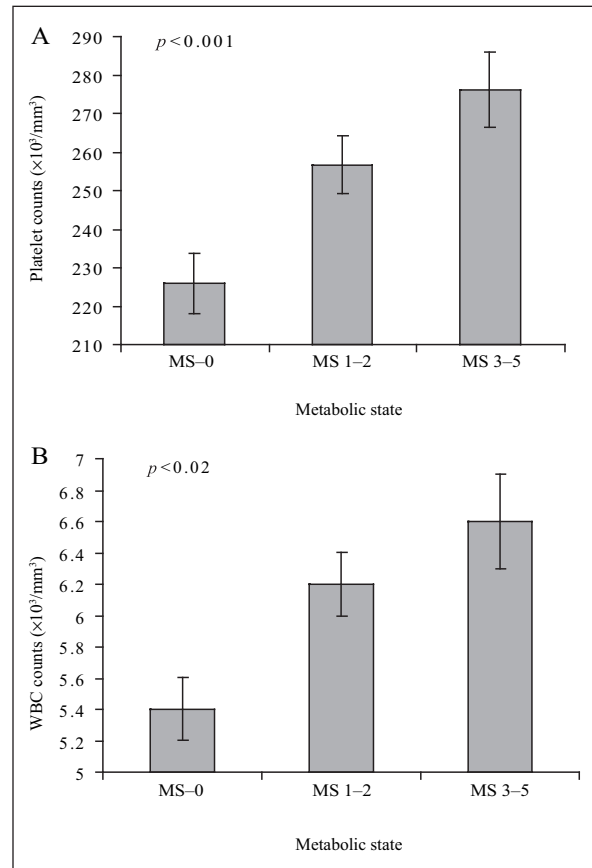 A
p<0.001
Platelet counts (×10³/mm³)
290
280
270
260
250
240
230
220
210
MS–0 MS 1–2 MS 3–5
Metabolic state
B
p<0.02
WBC counts (×10³/mm³)
7
6.8
6.6
6.4
6.2
6
5.8
5.6
5.4
5.2
5
MS–0 MS 1–2 MS 3–5
Metabolic state